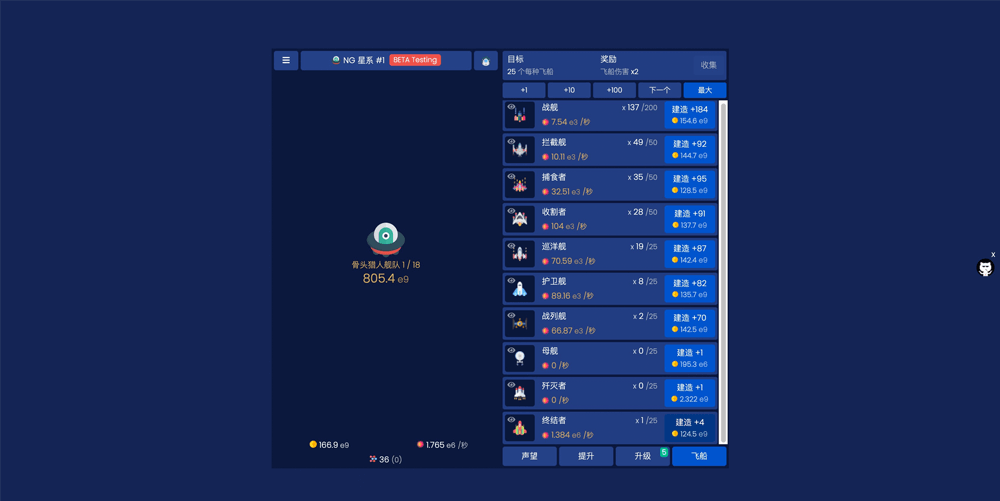 NG 星系 #1 BETA Testing
骨头猎人舰队 1 / 18
805.4 e9
166.9 e9
1.765 e6 /秒
36 (0)
目标
25 个每种飞船
奖励
飞船伤害 x2
收集
+1
+10
+100
下一个
最大
战舰
x 137 /200
7.54 e3 /秒
建造 +184
154.6 e9
拦截舰
x 49 /50
10.11 e3 /秒
建造 +92
144.7 e9
捕食者
x 35 /50
32.51 e3 /秒
建造 +95
128.5 e9
收割者
x 28 /50
104 e3 /秒
建造 +91
137.7 e9
巡洋舰
x 19 /25
70.59 e3 /秒
建造 +87
142.4 e9
护卫舰
x 8 /25
89.16 e3 /秒
建造 +82
135.7 e9
战列舰
x 2 /25
66.87 e3 /秒
建造 +70
142.5 e9
母舰
x 0 /25
0 /秒
建造 +1
195.3 e6
歼灭者
x 0 /25
0 /秒
建造 +1
2.322 e9
终结者
x 1 /25
1.384 e6 /秒
建造 +4
124.5 e9
声望
提升
升级
5
飞船
x